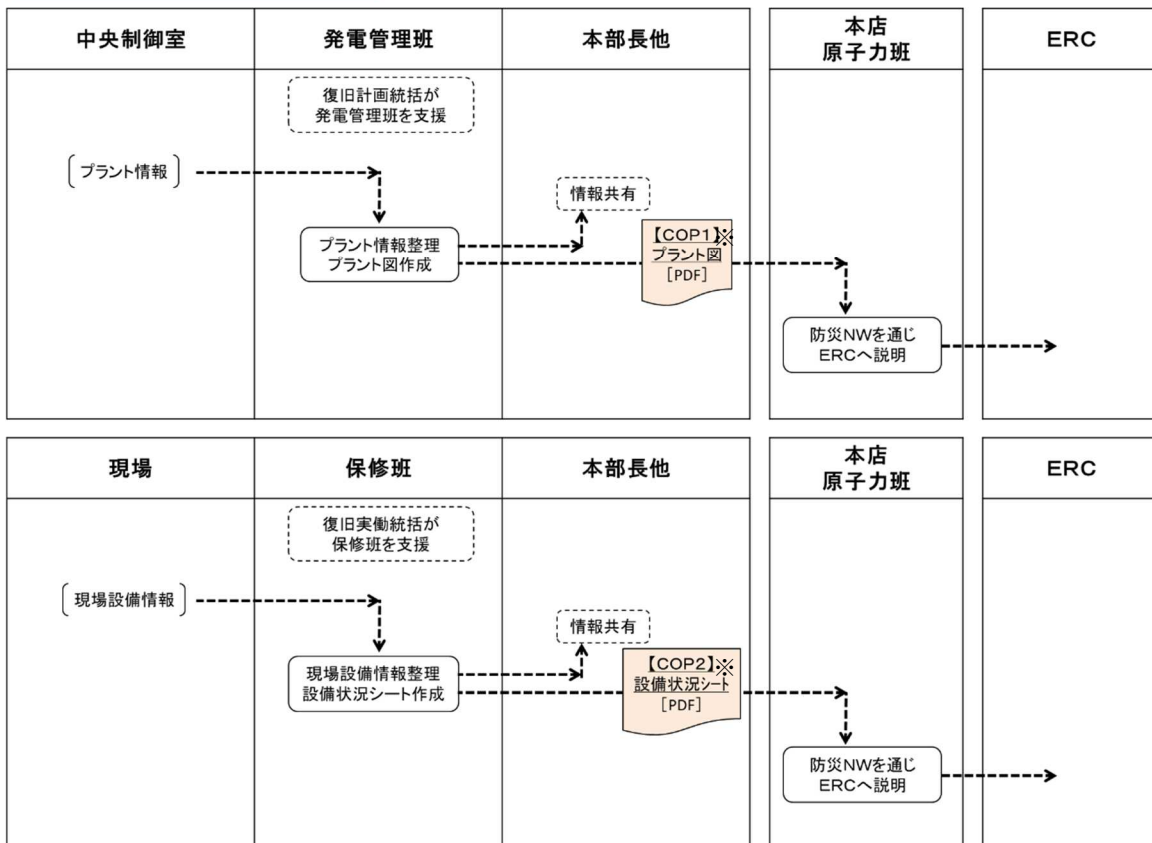 中央制御室
発電管理班
本部長他
本店
原子力班
ERC
復旧計画統括が
発電管理班を支援
[プラント情報]
情報共有
プラント情報整理
プラント図作成
【COP1】※
プラント図
[PDF]
防災NWを通じ
ERCへ説明
現場
保修班
本部長他
本店
原子力班
ERC
復旧実働統括が
保修班を支援
[現場設備情報]
情報共有
現場設備情報整理
設備状況シート作成
【COP2】※
設備状況シート
[PDF]
防災NWを通じ
ERCへ説明